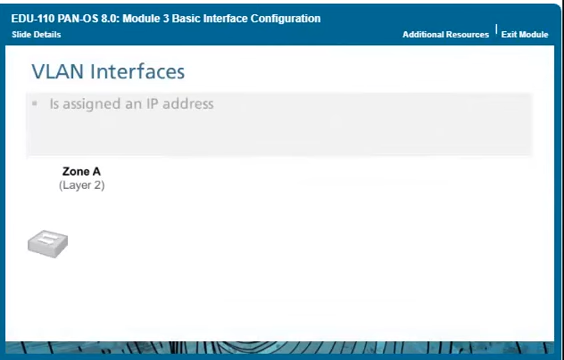 EDU-110 PAN-OS 8.0: Module 3 Basic Interface Configuration
Slide Details
Additional Resources
Exit Module
VLAN Interfaces
• Is assigned an IP address
Zone A
(Layer 2)